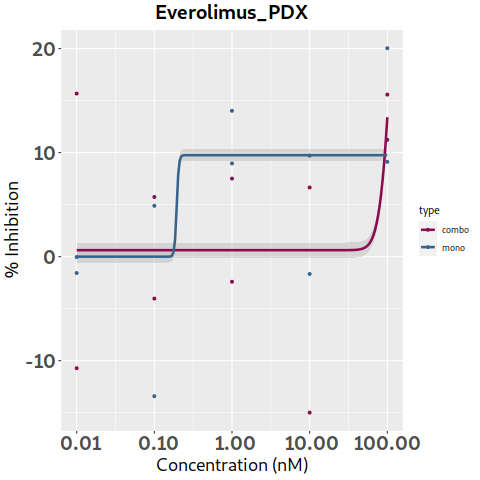 Everolimus_PDX
% Inhibition
20
10
0
-10
0.01 0.10 1.00 10.00 100.00
Concentration (nM)
type
combo
mono